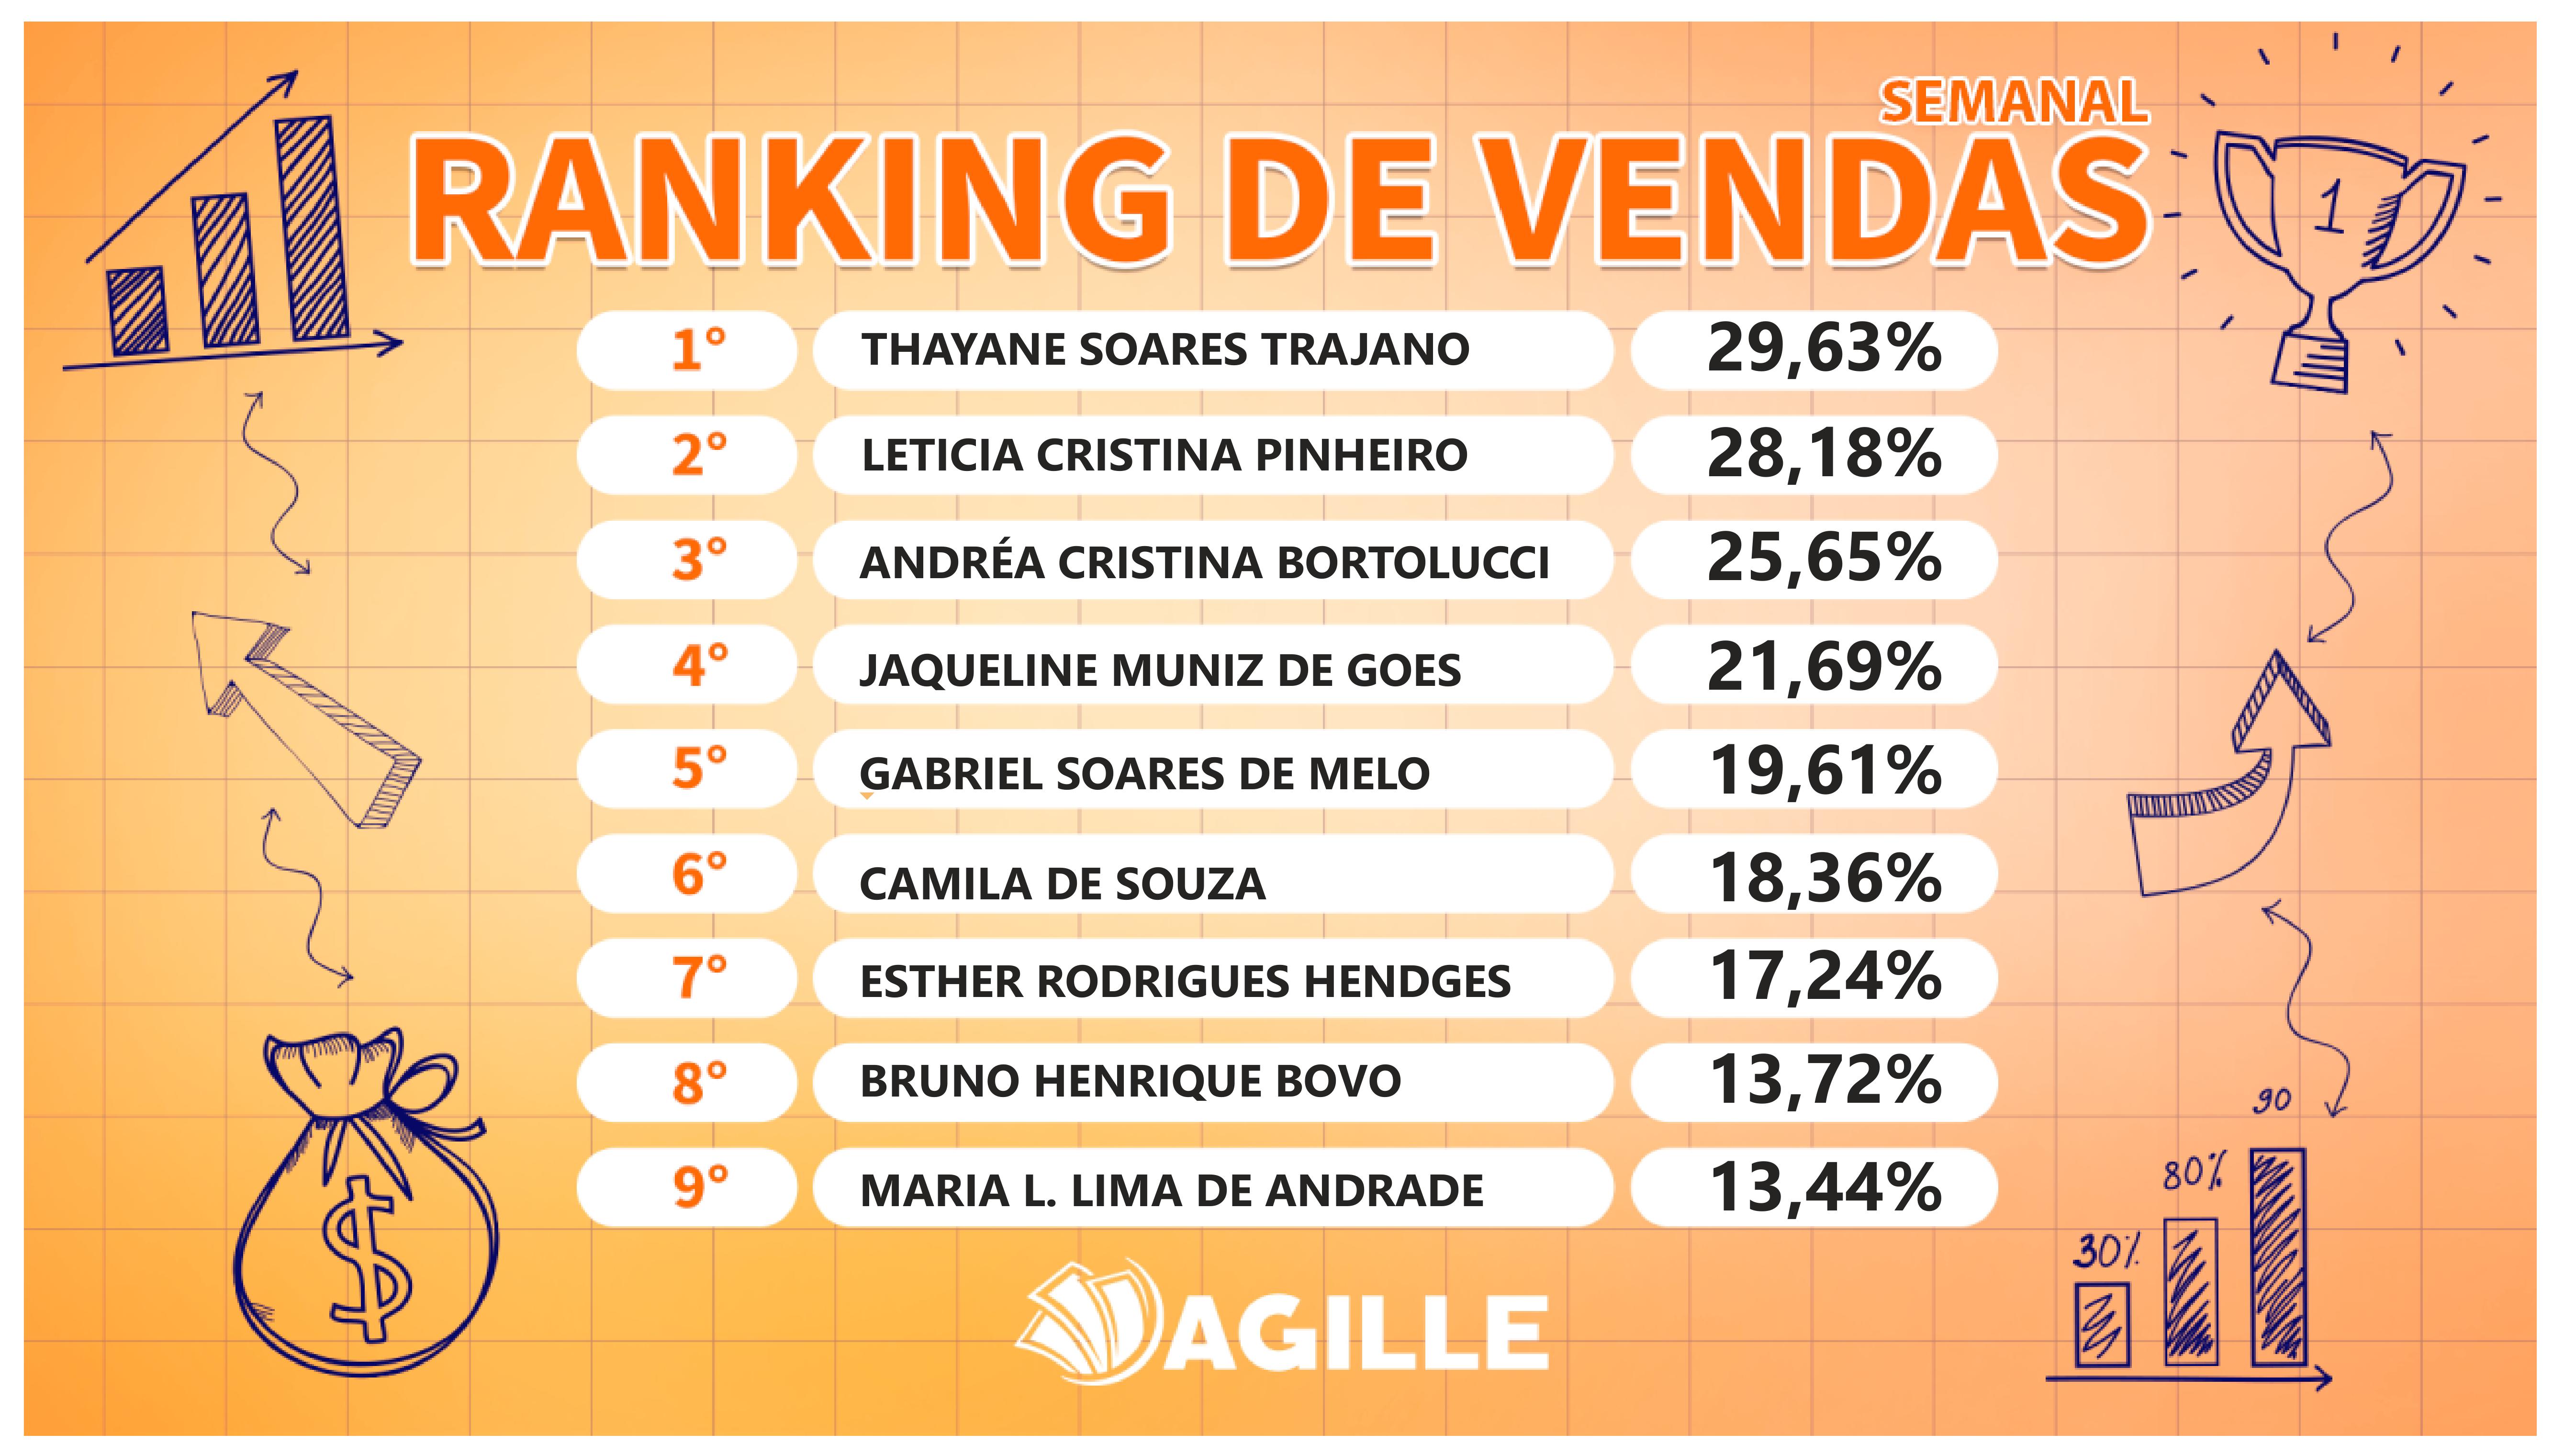 SEMANAL
RANKING DE VENDAS
1
1° THAYANE SOARES TRAJANO 29,63%
2° LETICIA CRISTINA PINHEIRO 28,18%
3° ANDRÉA CRISTINA BORTOLUCCI 25,65%
4° JAQUELINE MUNIZ DE GOES 21,69%
5° GABRIEL SOARES DE MELO 19,61%
6° CAMILA DE SOUZA 18,36%
7° ESTHER RODRIGUES HENDGES 17,24%
8° BRUNO HENRIQUE BOVO 13,72%
9° MARIA L. LIMA DE ANDRADE 13,44%
90
80%
30%
$
AGILLE